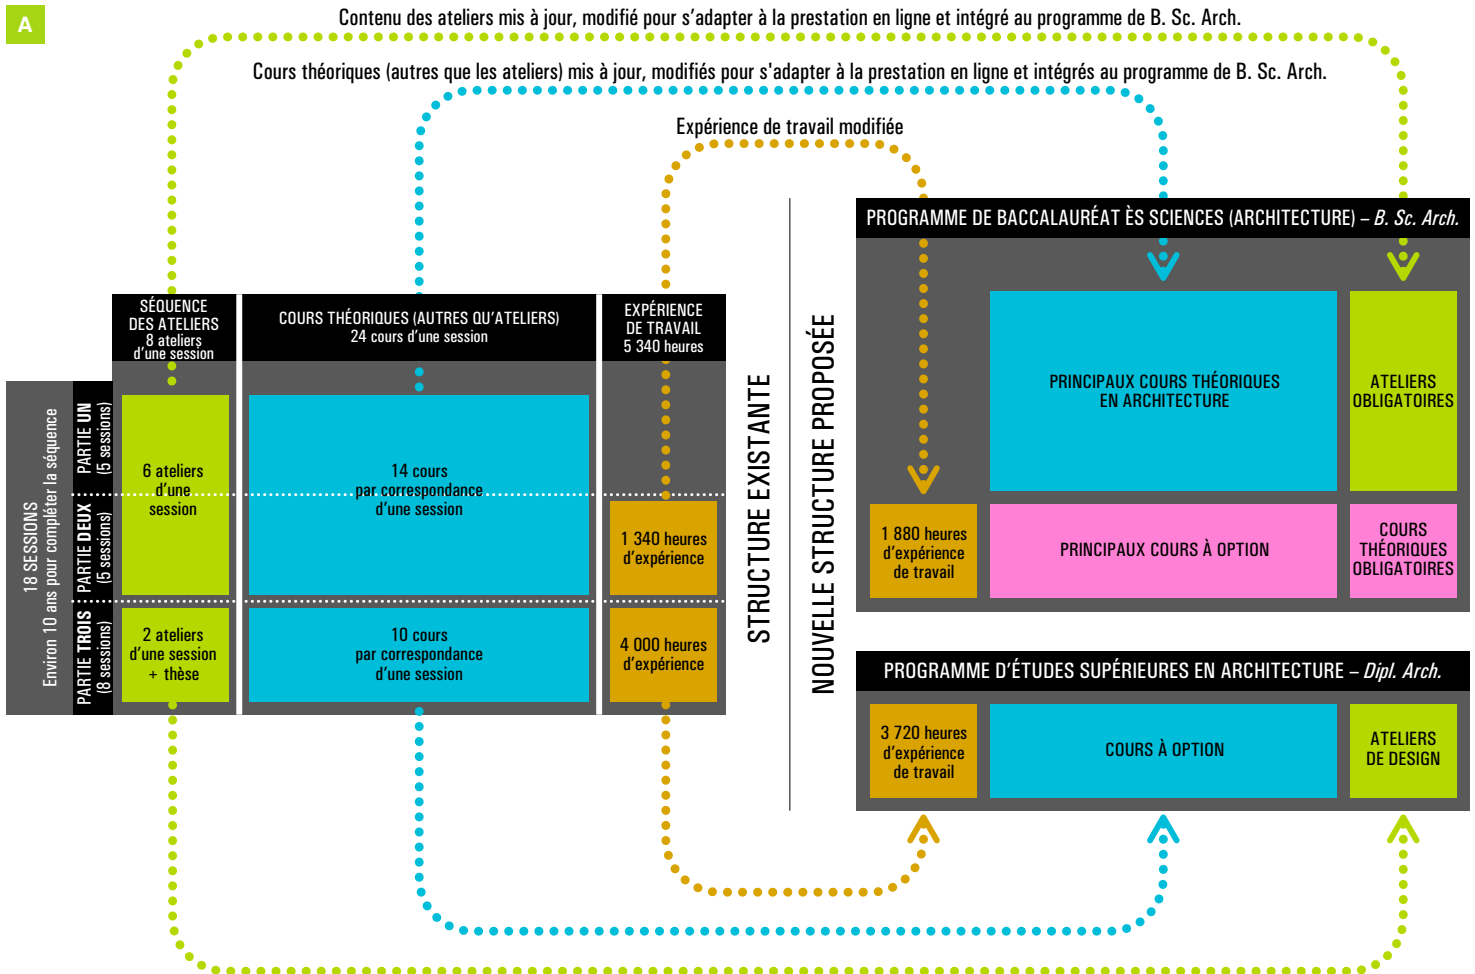 A
Contenu des ateliers mis à jour, modifié pour s’adapter à la prestation en ligne et intégré au programme de B. Sc. Arch.
Cours théoriques (autres que les ateliers) mis à jour, modifiés pour s'adapter à la prestation en ligne et intégrés au programme de B. Sc. Arch.
Expérience de travail modifiée
SÉQUENCE
DES ATELIERS
8 ateliers
d’une session
COURS THÉORIQUES (AUTRES QU’ATELIERS)
24 cours d’une session
EXPÉRIENCE
DE TRAVAIL
5 340 heures
18 SESSIONS
Environ 10 ans pour compléter la séquence
PARTIE UN
(5 sessions)
PARTIE DEUX
(5 sessions)
PARTIE TROIS
(8 sessions)
6 ateliers
d’une
session
14 cours
par correspondance
d’une session
1 340 heures
d’expérience
2 ateliers
d’une session
+ thèse
10 cours
par correspondance
d’une session
4 000 heures
d’expérience
STRUCTURE EXISTANTE
NOUVELLE STRUCTURE PROPOSÉE
PROGRAMME DE BACCALAURÉAT ÈS SCIENCES (ARCHITECTURE) – B. Sc. Arch.
PRINCIPAUX COURS THÉORIQUES
EN ARCHITECTURE
ATELIERS
OBLIGATOIRES
1 880 heures
d’expérience
de travail
PRINCIPAUX COURS À OPTION
COURS
THÉORIQUES
OBLIGATOIRES
PROGRAMME D’ÉTUDES SUPÉRIEURES EN ARCHITECTURE – Dipl. Arch.
3 720 heures
d’expérience
de travail
COURS À OPTION
ATELIERS
DE DESIGN